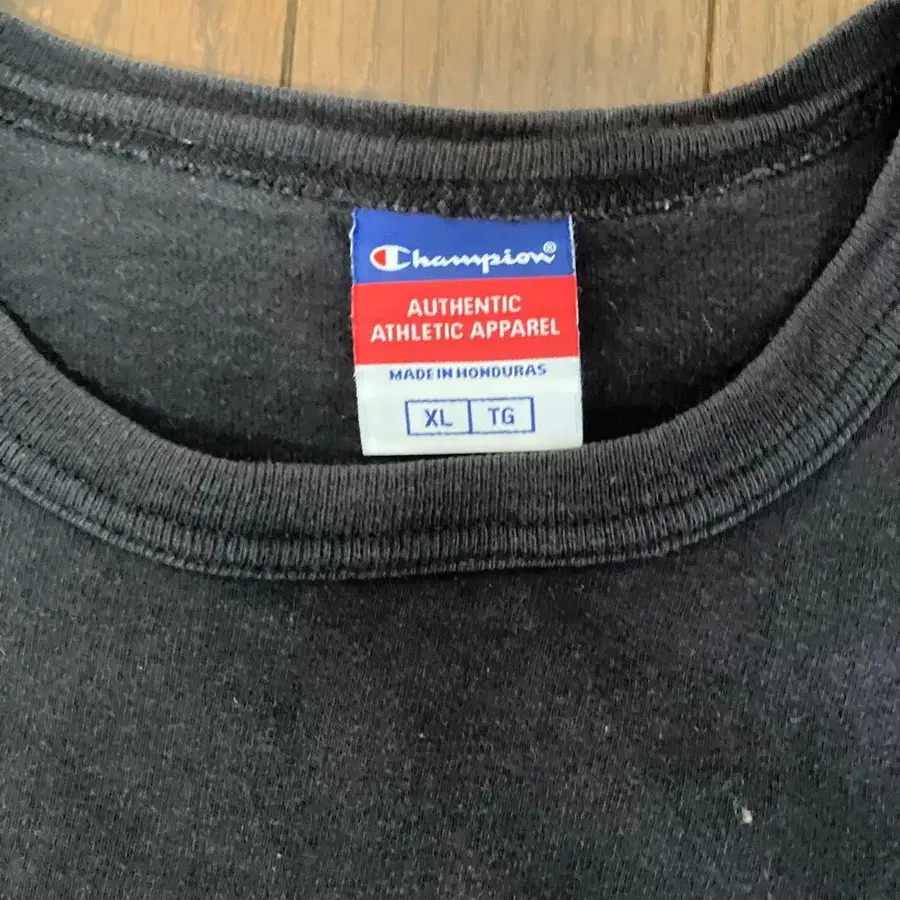 Champion®
AUTHENTIC
ATHLETIC APPAREL
MADE IN HONDURAS
XL TG